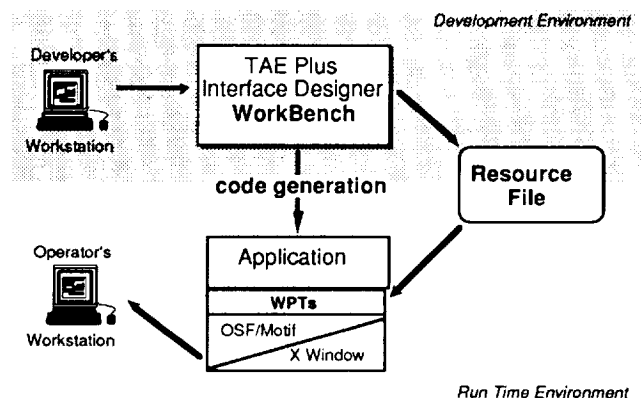 Development Environment
Developer's
Workstation
TAE Plus
Interface Designer
WorkBench
code generation
Resource
File
Operator's
Workstation
Application
WPTs
OSF/Motif
X Window
Run Time Environment